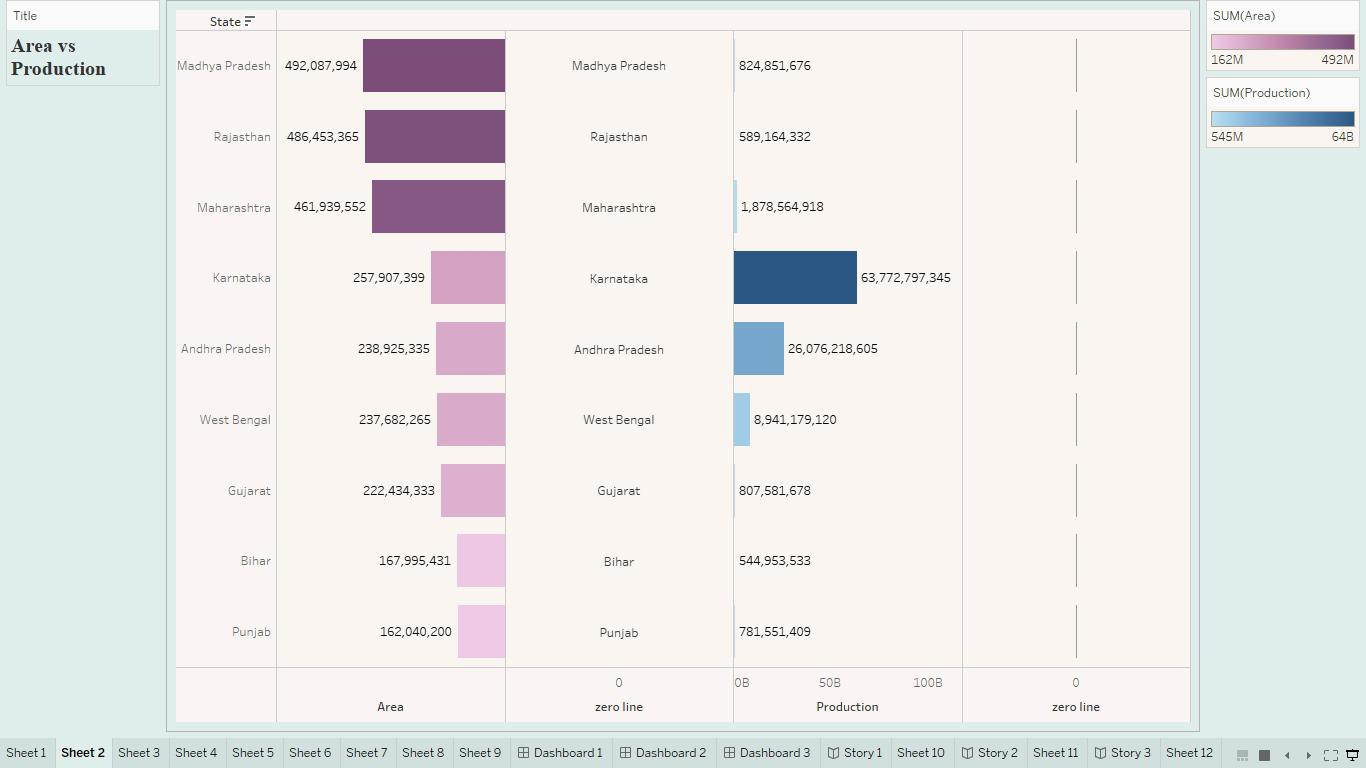 Title
Area vs
Production
State
Madhya Pradesh 492,087,994 Madhya Pradesh 824,851,676
Rajasthan 486,453,365 Rajasthan 589,164,332
Maharashtra 461,939,552 Maharashtra 1,878,564,918
Karnataka 257,907,399 Karnataka 63,772,797,345
Andhra Pradesh 238,925,335 Andhra Pradesh 26,076,218,605
West Bengal 237,682,265 West Bengal 8,941,179,120
Gujarat 222,434,333 Gujarat 807,581,678
Bihar 167,995,431 Bihar 544,953,533
Punjab 162,040,200 Punjab 781,551,409
0 0B 50B 100B 0
Area zero line Production zero line
SUM(Area)
162M 492M
SUM(Production)
545M 64B
Sheet 1 Sheet 2 Sheet 3 Sheet 4 Sheet 5 Sheet 6 Sheet 7 Sheet 8 Sheet 9 Dashboard 1 Dashboard 2 Dashboard 3 Story 1 Sheet 10 Story 2 Sheet 11 Story 3 Sheet 12